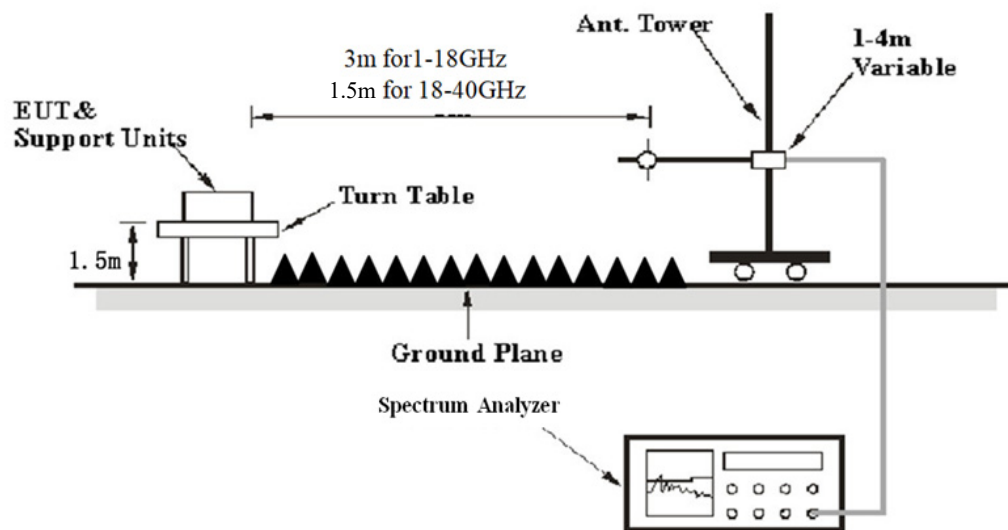 Ant. Tower
1-4m
Variable
3m for1-18GHz
1.5m for 18-40GHz
EUT&
Support Units
Turn Table
1.5m
Ground Plane
Spectrum Analyzer